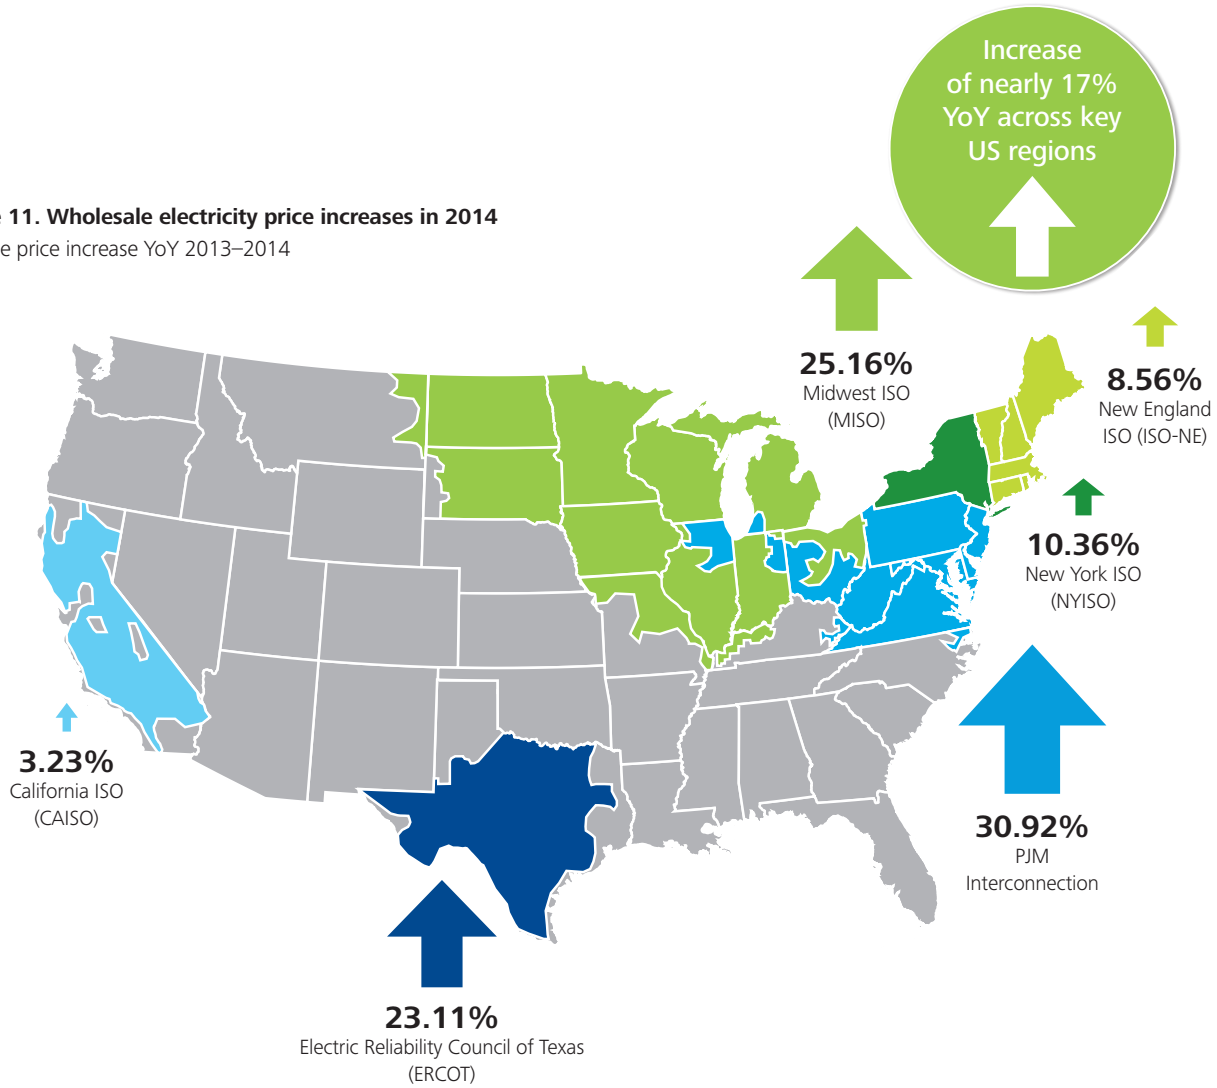 Increase
of nearly 17%
YoY across key
US regions
11. Wholesale electricity price increases in 2014
price increase YoY 2013–2014
25.16%
Midwest ISO
(MISO)
8.56%
New England
ISO (ISO-NE)
10.36%
New York ISO
(NYISO)
3.23%
California ISO
(CAISO)
30.92%
PJM
Interconnection
23.11%
Electric Reliability Council of Texas
(ERCOT)